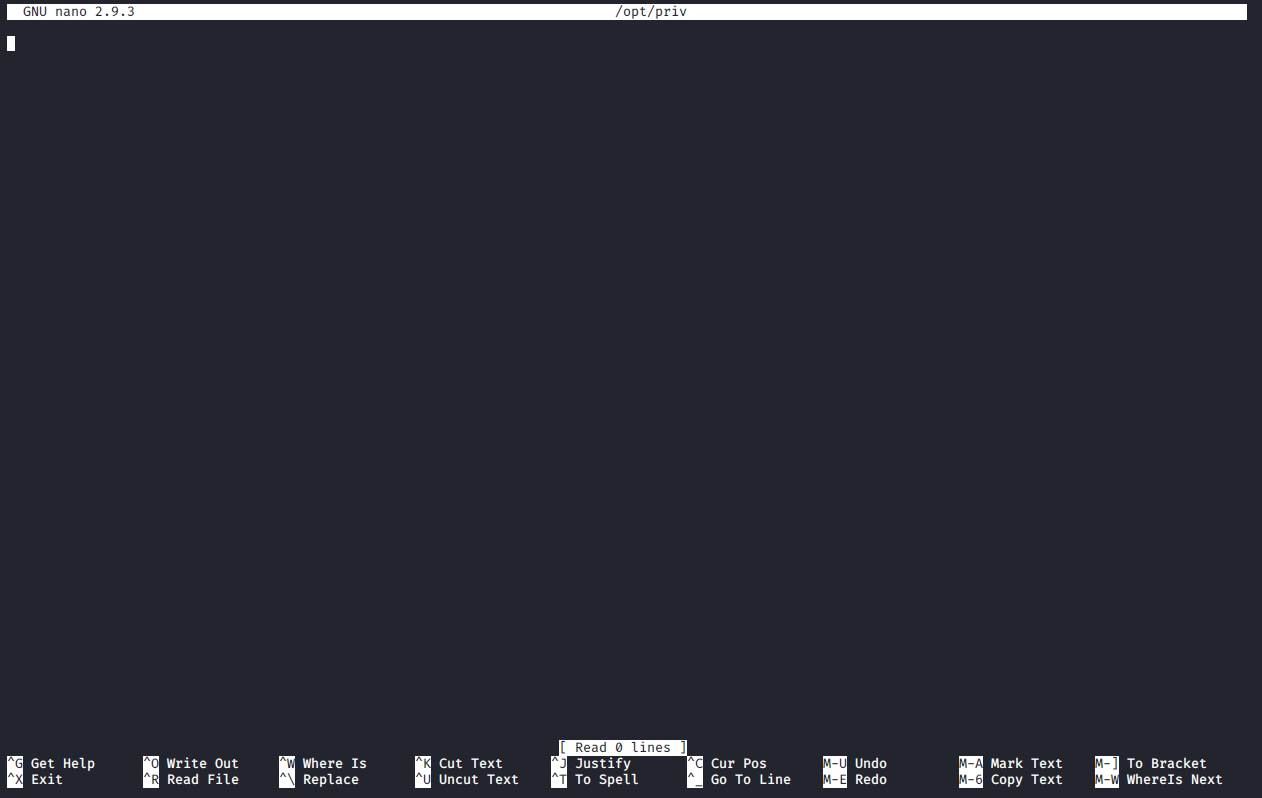 GNU nano 2.9.3 /opt/priv
[ Read 0 lines ]
^G Get Help ^O Write Out ^W Where Is ^K Cut Text ^J Justify ^C Cur Pos M-U Undo M-A Mark Text M-] To Bracket
^X Exit ^R Read File ^\ Replace ^U Uncut Text ^T To Spell ^_ Go To Line M-E Redo M-6 Copy Text M-W WhereIs Next